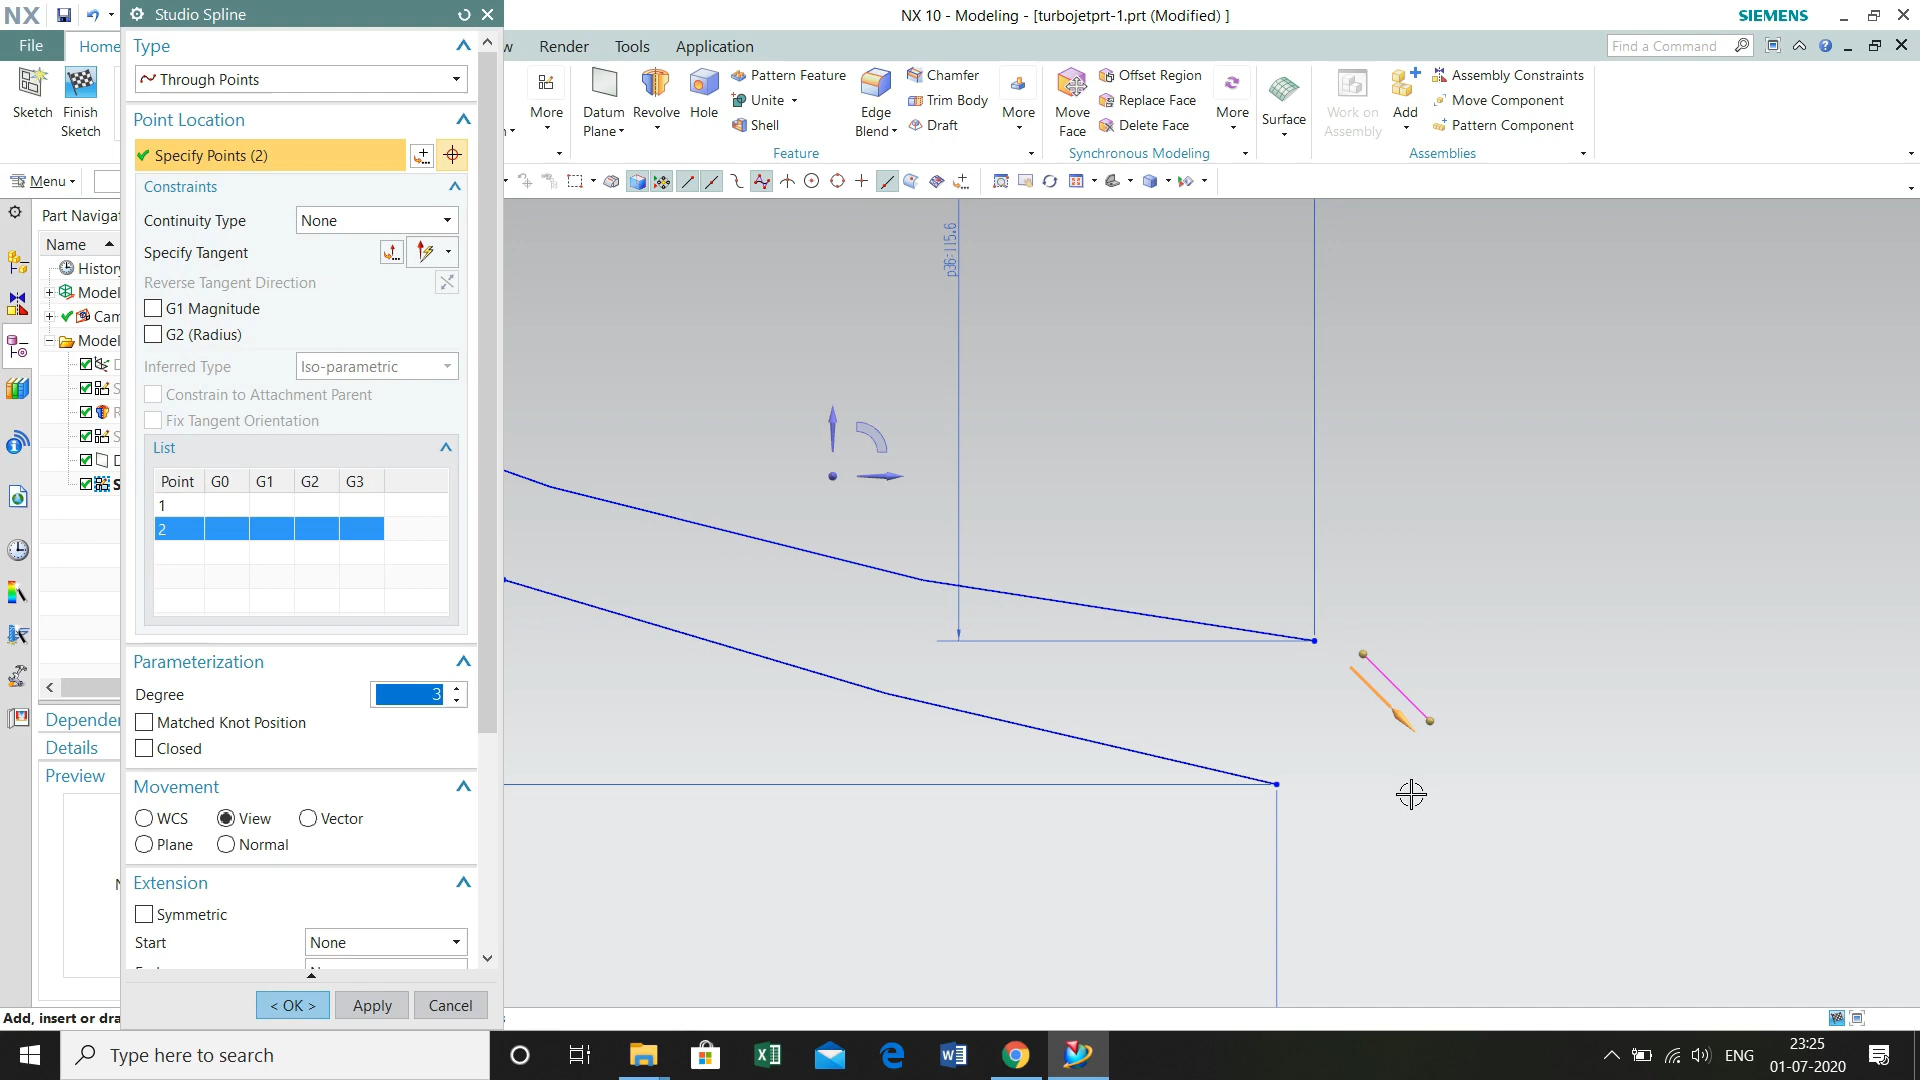 NX
Studio Spline
NX 10 - Modeling - [turbojetprt-1.prt (Modified) ]
SIEMENS
File
Home
Render
Tools
Application
Find a Command
Sketch
Finish Sketch
More
Datum Plane
Revolve
Hole
Pattern Feature
Unite
Shell
Edge Blend
Chamfer
Trim Body
Draft
More
Move Face
Offset Region
Replace Face
Delete Face
More
Surface
Work on Assembly
Add
Assembly Constraints
Move Component
Pattern Component
Feature
Synchronous Modeling
Assemblies
Menu
Part Navigat
Name
History
Model
Cam
Model
Dependen
Details
Preview
Type
Through Points
Point Location
Specify Points (2)
Constraints
Continuity Type
None
Specify Tangent
Reverse Tangent Direction
G1 Magnitude
G2 (Radius)
Inferred Type
Iso-parametric
Constrain to Attachment Parent
Fix Tangent Orientation
List
Point G0 G1 G2 G3
1
2
Parameterization
Degree
3
Matched Knot Position
Closed
Movement
WCS
View
Vector
Plane
Normal
Extension
Symmetric
Start
None
< OK >
Apply
Cancel
p36=115.6
Add, insert or dra
Type here to search
ENG
23:25
01-07-2020